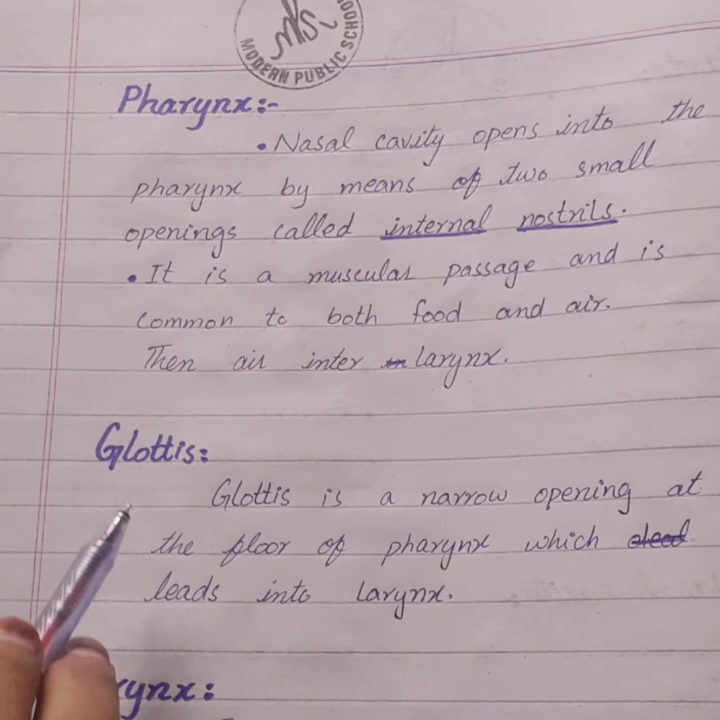 MODERN PUBLIC SCHOOL
Pharynx:-
• Nasal cavity opens into the
pharynx by means of two small
openings called internal nostrils.
• It is a muscular passage and is
common to both food and air.
Then air inter larynx.
Glottis:
Glottis is a narrow opening at
the floor of pharynx which
leads into larynx.
ynx: